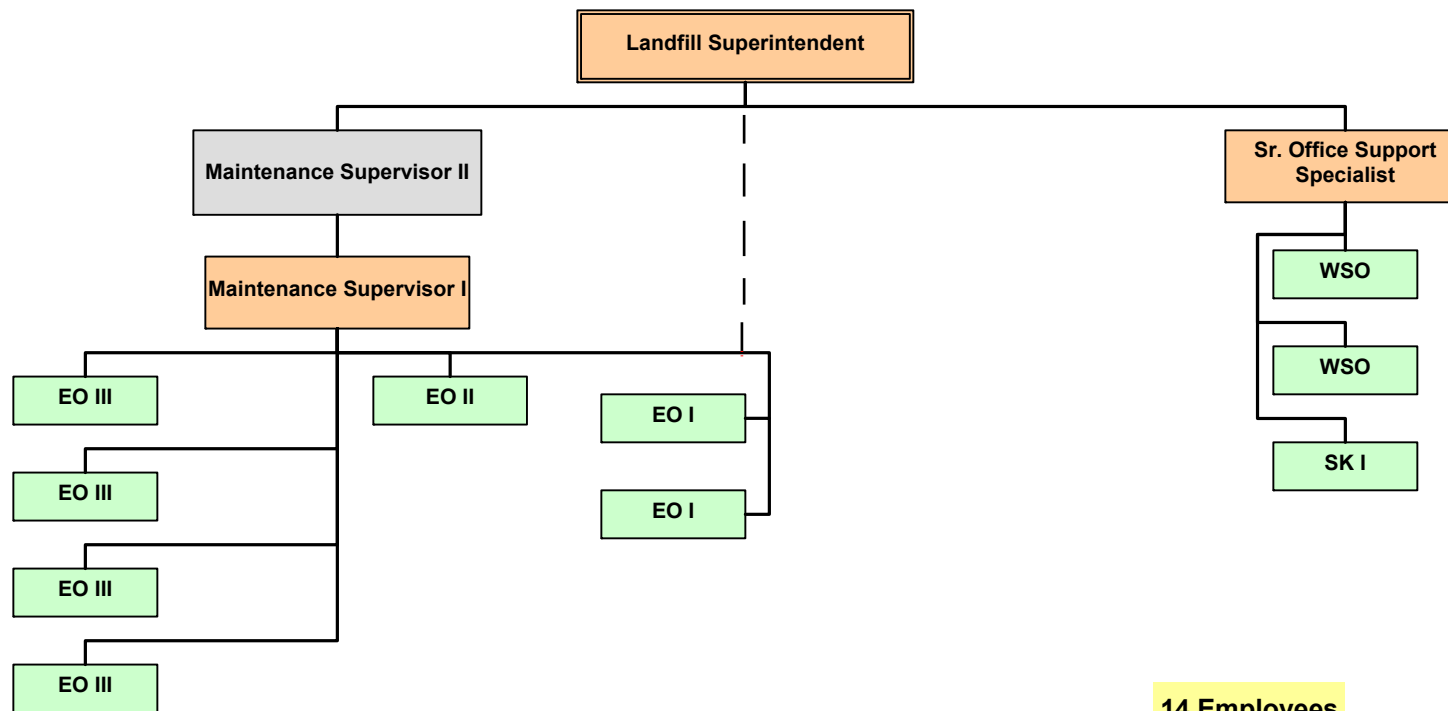 Landfill Superintendent
Maintenance Supervisor II
Sr. Office Support
Specialist
Maintenance Supervisor I
WSO
WSO
SK I
EO III
EO II
EO I
EO III
EO I
EO III
EO III
14 Employees